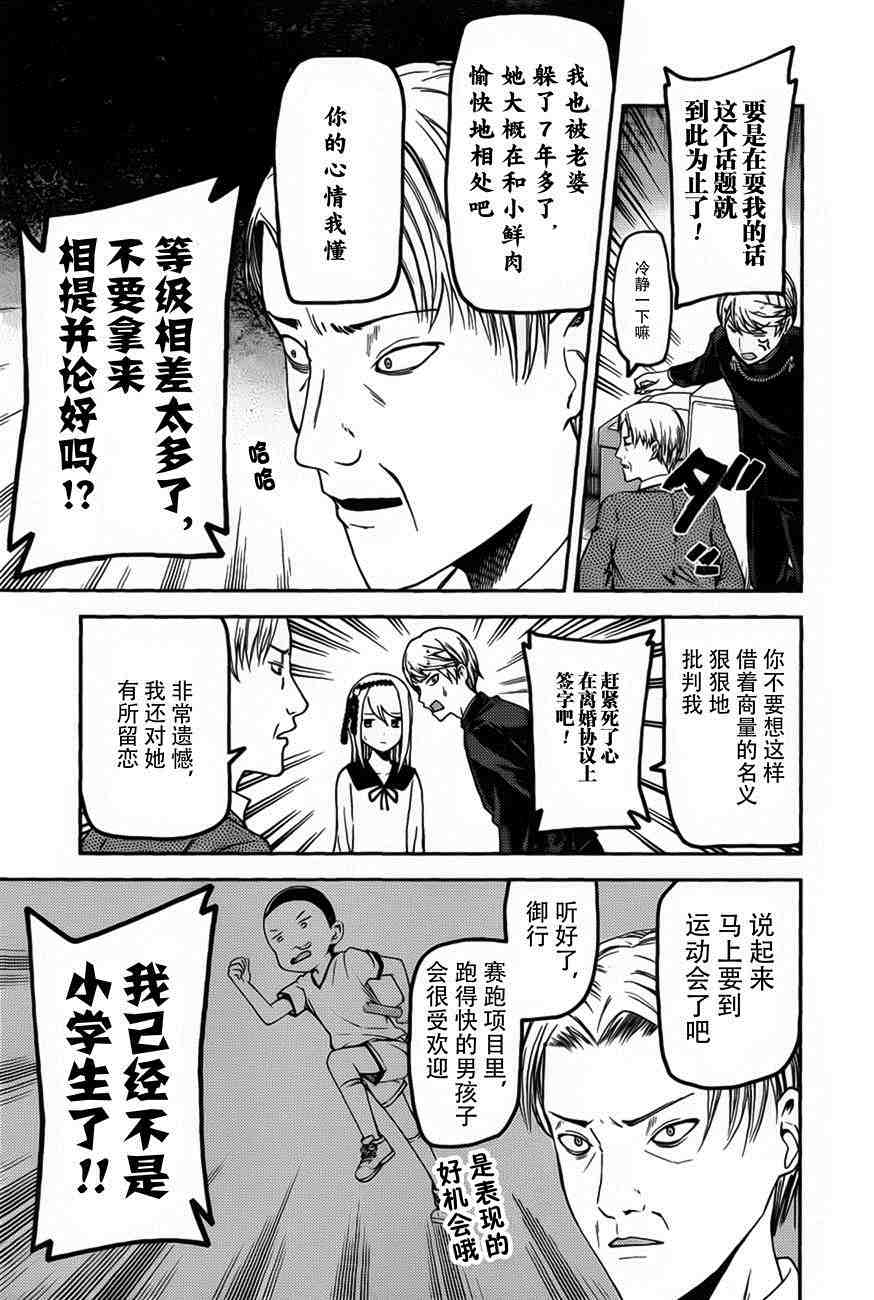 要是在耍我的话
这个话题就
到此为止了！
冷静一下嘛
ダッ
我也被老婆
躲了7年多了，
她大概在和小鲜肉
愉快地相处吧
你的心情我懂
哈哈
等级相差太多了，
不要拿来
相提并论好吗！？
你不要想这样
借着商量的名义
狠狠地
批判我
赶紧死了心
在离婚协议上
签字吧！
非常遗憾，
我还对她
有所留恋
说起来
马上要到
运动会了吧
听好了，
御行
赛跑项目里，
跑得快的男孩子
会很受欢迎
是表现的
好机会哦
我已经不是
小学生了！！